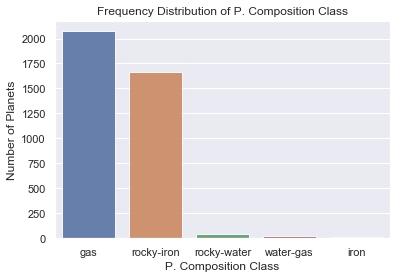 Frequency Distribution of P. Composition Class
Number of Planets
2000
1750
1500
1250
1000
750
500
250
0
gas rocky-iron rocky-water water-gas iron
P. Composition Class